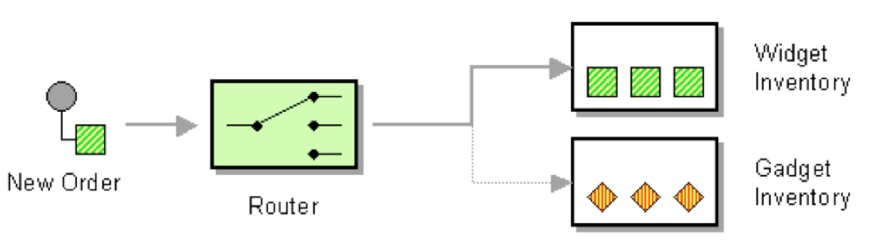 New Order
Router
Widget
Inventory
Gadget
Inventory